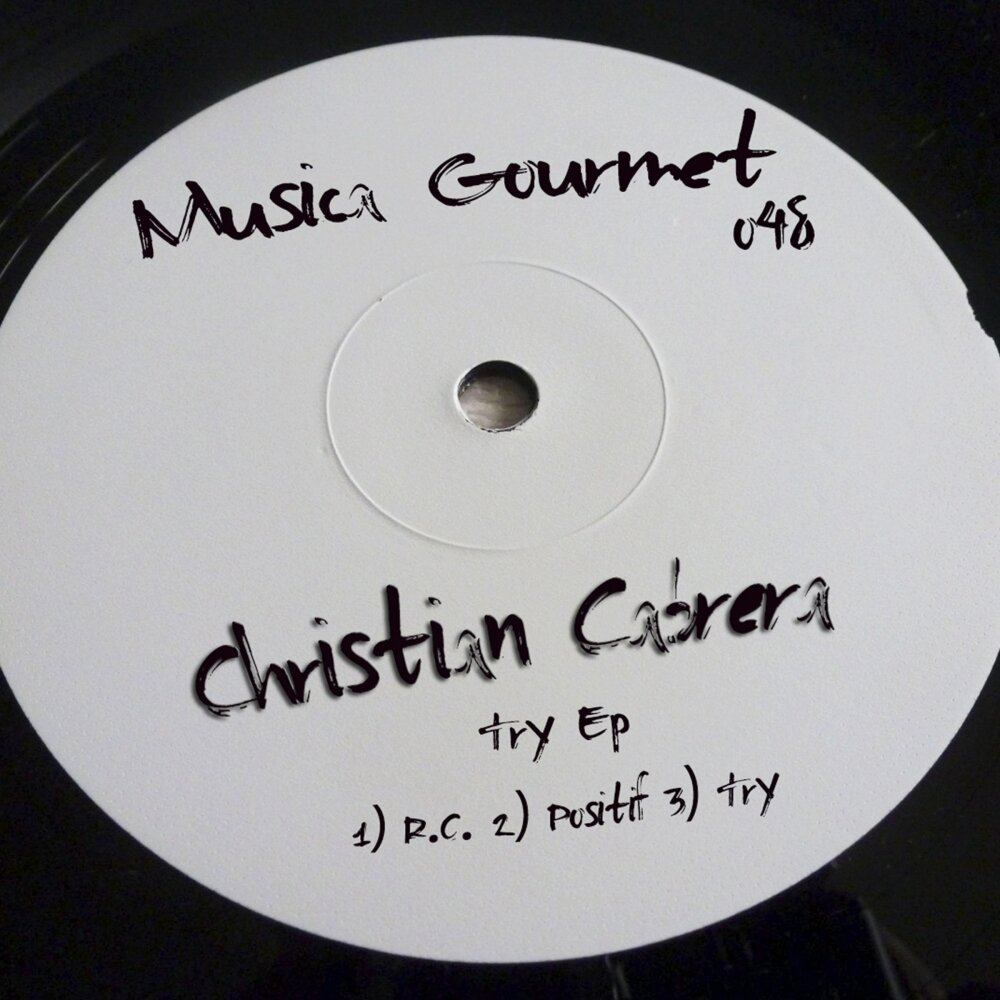 Musica Gourmet
048
Christian Cabrera
try Ep
1) R.C. 2) Positif 3) try